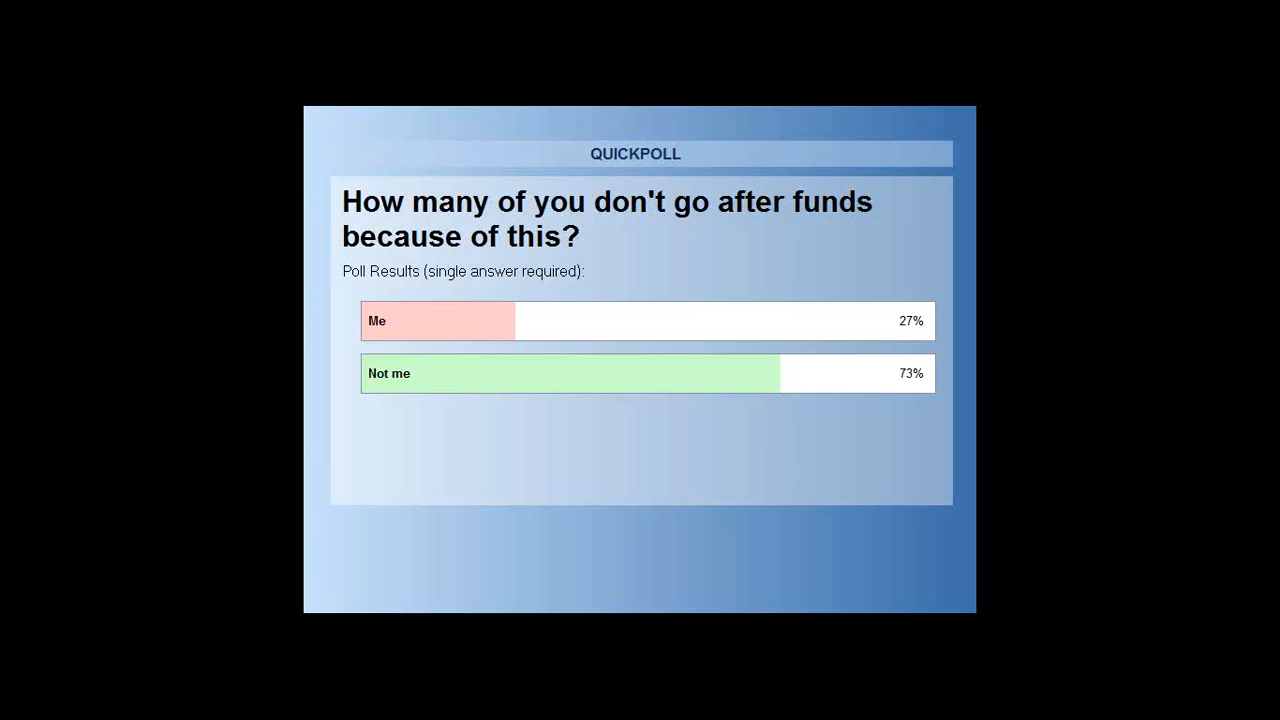 QUICKPOLL
How many of you don't go after funds
because of this?
Poll Results (single answer required):
Me 27%
Not me 73%